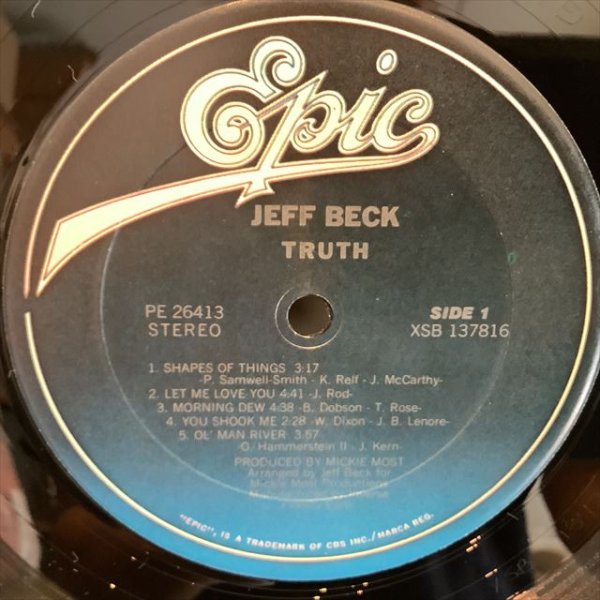 Epic
JEFF BECK
TRUTH
PE 26413
STEREO
SIDE 1
XSB 137816
1. SHAPES OF THINGS 3:17
-P. Samwell-Smith - K. Relf - J. McCarthy-
2. LET ME LOVE YOU 4:41 -J. Rod-
3. MORNING DEW 4:38 -B. Dobson - T. Rose-
4. YOU SHOOK ME 2:28 -W. Dixon - J. B. Lenore-
5. OL' MAN RIVER 3:57
-O. Hammerstein II - J. Kern-
PRODUCED BY MICKIE MOST
Arranged by Jeff Beck for
Mickie Most Productions
"EPIC", IS A TRADEMARK OF CBS INC./MARCA REG.